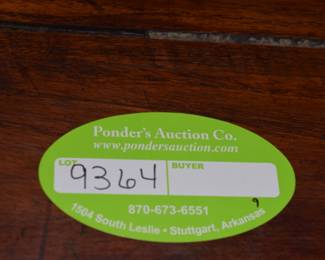 Ponder's Auction Co.
www.pondersauction.com
LOT 9364 BUYER
870-673-6551
1504 South Leslie • Stuttgart, Arkansas